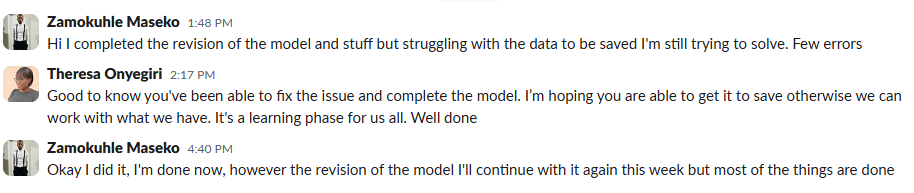 Zamokuhle Maseko 1:48 PM
Hi I completed the revision of the model and stuff but struggling with the data to be saved I'm still trying to solve. Few errors
Theresa Onyegiri 2:17 PM
Good to know you've been able to fix the issue and complete the model. I'm hoping you are able to get it to save otherwise we can
work with what we have. It's a learning phase for us all. Well done
Zamokuhle Maseko 4:40 PM
Okay I did it, I'm done now, however the revision of the model I'll continue with it again this week but most of the things are done